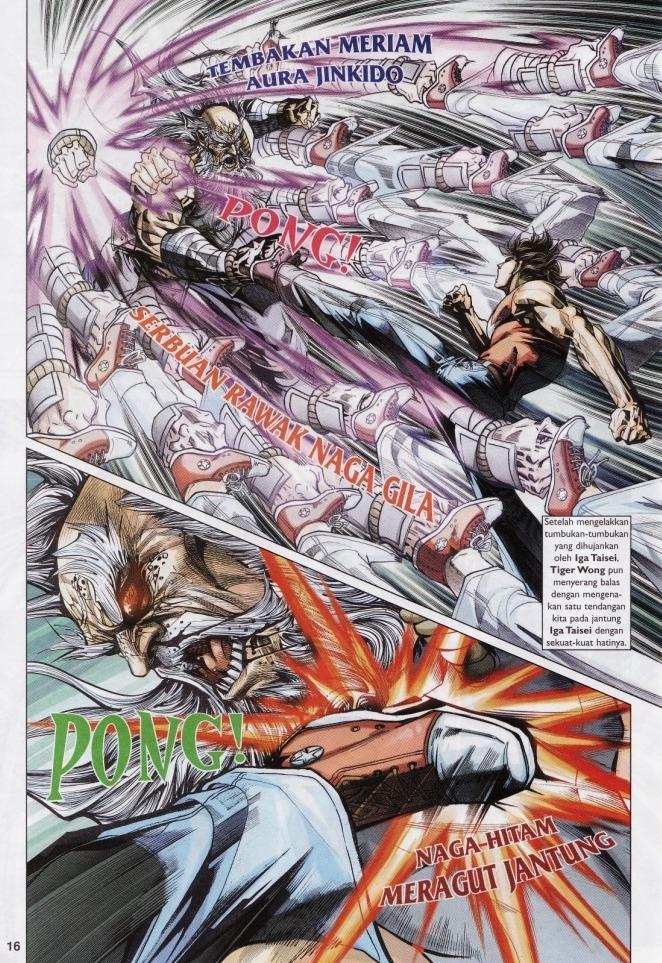 TEMBAKAN MERIAM
AURA JINKIDO
PONG!
SERBUAN RAWAK NAGA GILA
Setelah mengelakkan
tumbukan-tumbukan
yang dihujankan
oleh Iga Taisei,
Tiger Wong pun
menyerang balas
dengan mengena-
kan satu tendangan
kita pada jantung
Iga Taisei dengan
sekuat-kuat hatinya.
PONG!
NAGA-HITAM
MERAGUT JANTUNG
16